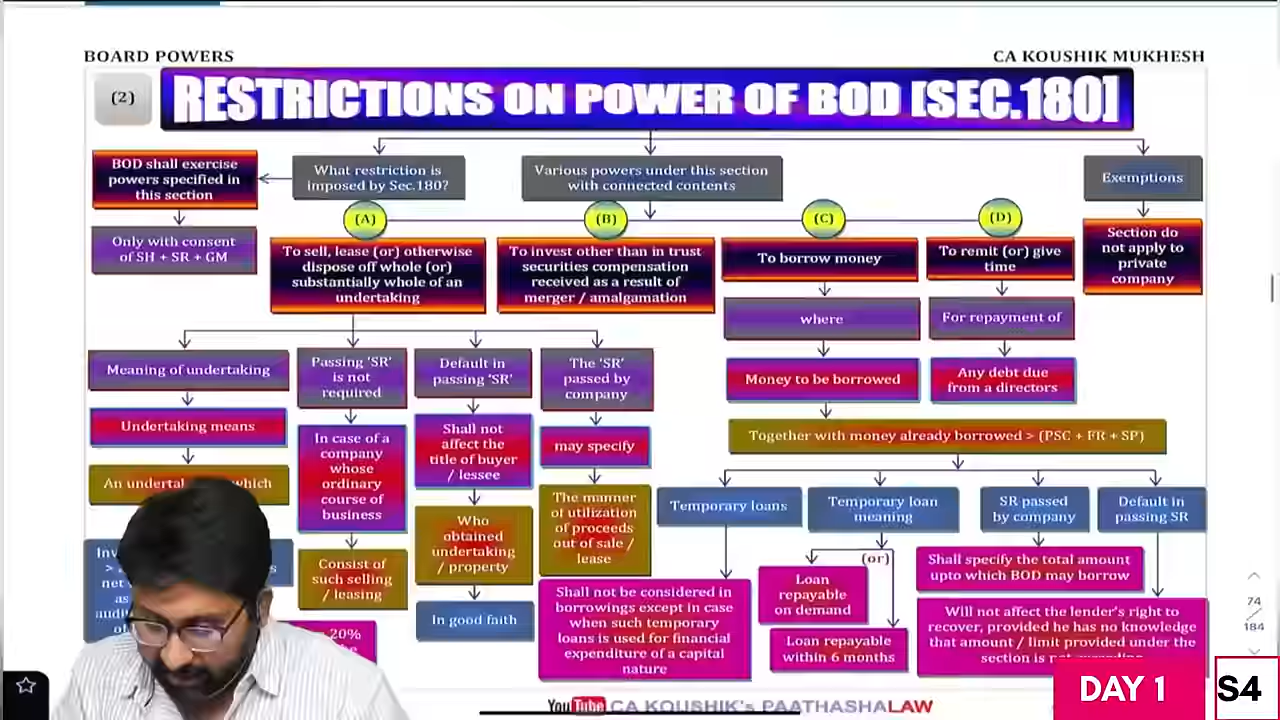 BOARD POWERS
CA KOUSHIK MUKHESH
(2)
RESTRICTIONS ON POWER OF BOD [SEC.180]
BOD shall exercise
powers specified in
this section
What restriction is
imposed by Sec.180?
Various powers under this section
with connected contents
Exemptions
Only with consent
of SH + SR + GM
(A)
(B)
(C)
(D)
To sell, lease (or) otherwise
dispose off whole (or)
substantially whole of an
undertaking
To invest other than in trust
securities compensation
received as a result of
merger / amalgamation
To borrow money
To remit (or) give
time
Section do
not apply to
private
company
where
For repayment of
Meaning of undertaking
Passing 'SR'
is not
required
Default in
passing 'SR'
The 'SR'
passed by
company
Money to be borrowed
Any debt due
from a directors
Undertaking means
In case of a
company
whose
ordinary
course of
business
Shall not
affect the
title of buyer
/ lessee
may specify
Together with money already borrowed > (PSC + FR + SP)
An which
Consist of
such selling
/ leasing
Who
obtained
undertaking
/ property
In good faith
The manner
of utilization
of proceeds
out of sale /
lease
Temporary loans
Temporary loan
meaning
SR passed
by company
Default in
passing SR
>
net
as
20%
Shall not be considered in
borrowings except in case
when such temporary
loans is used for financial
expenditure of a capital
nature
(or)
Loan
repayable
on demand
Loan repayable
within 6 months
Shall specify the total amount
upto which BOD may borrow
Will not affect the lender's right to
recover, provided he has no knowledge
that amount / limit provided under the
section is
74
184
YouTube CA KOUSHIK's PAATHASHALAW
DAY 1
S4